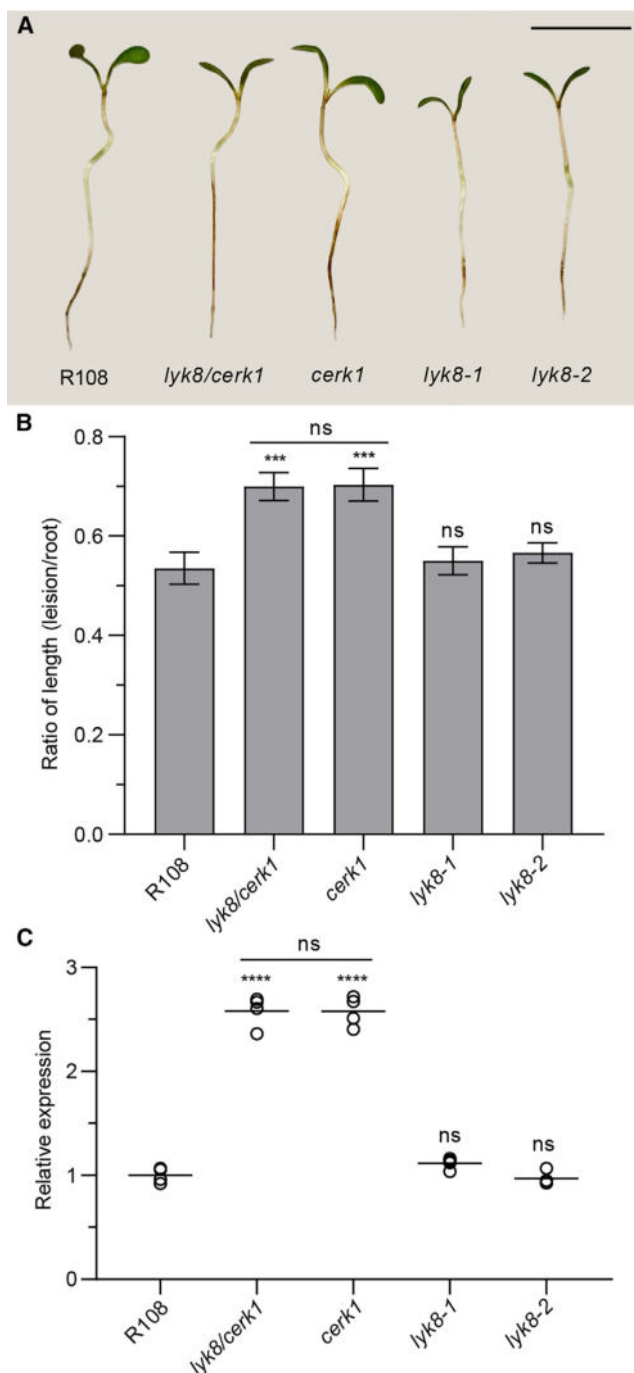 A
R108 lyk8/cerk1 cerk1 lyk8-1 lyk8-2
B
ns
0.8
*** ***
ns ns
0.6
0.4
0.2
0.0
Ratio of length (leision/root)
R108 lyk8/cerk1 cerk1 lyk8-1 lyk8-2
C
ns
3
**** ****
2
ns ns
1
0
Relative expression
R108 lyk8/cerk1 cerk1 lyk8-1 lyk8-2